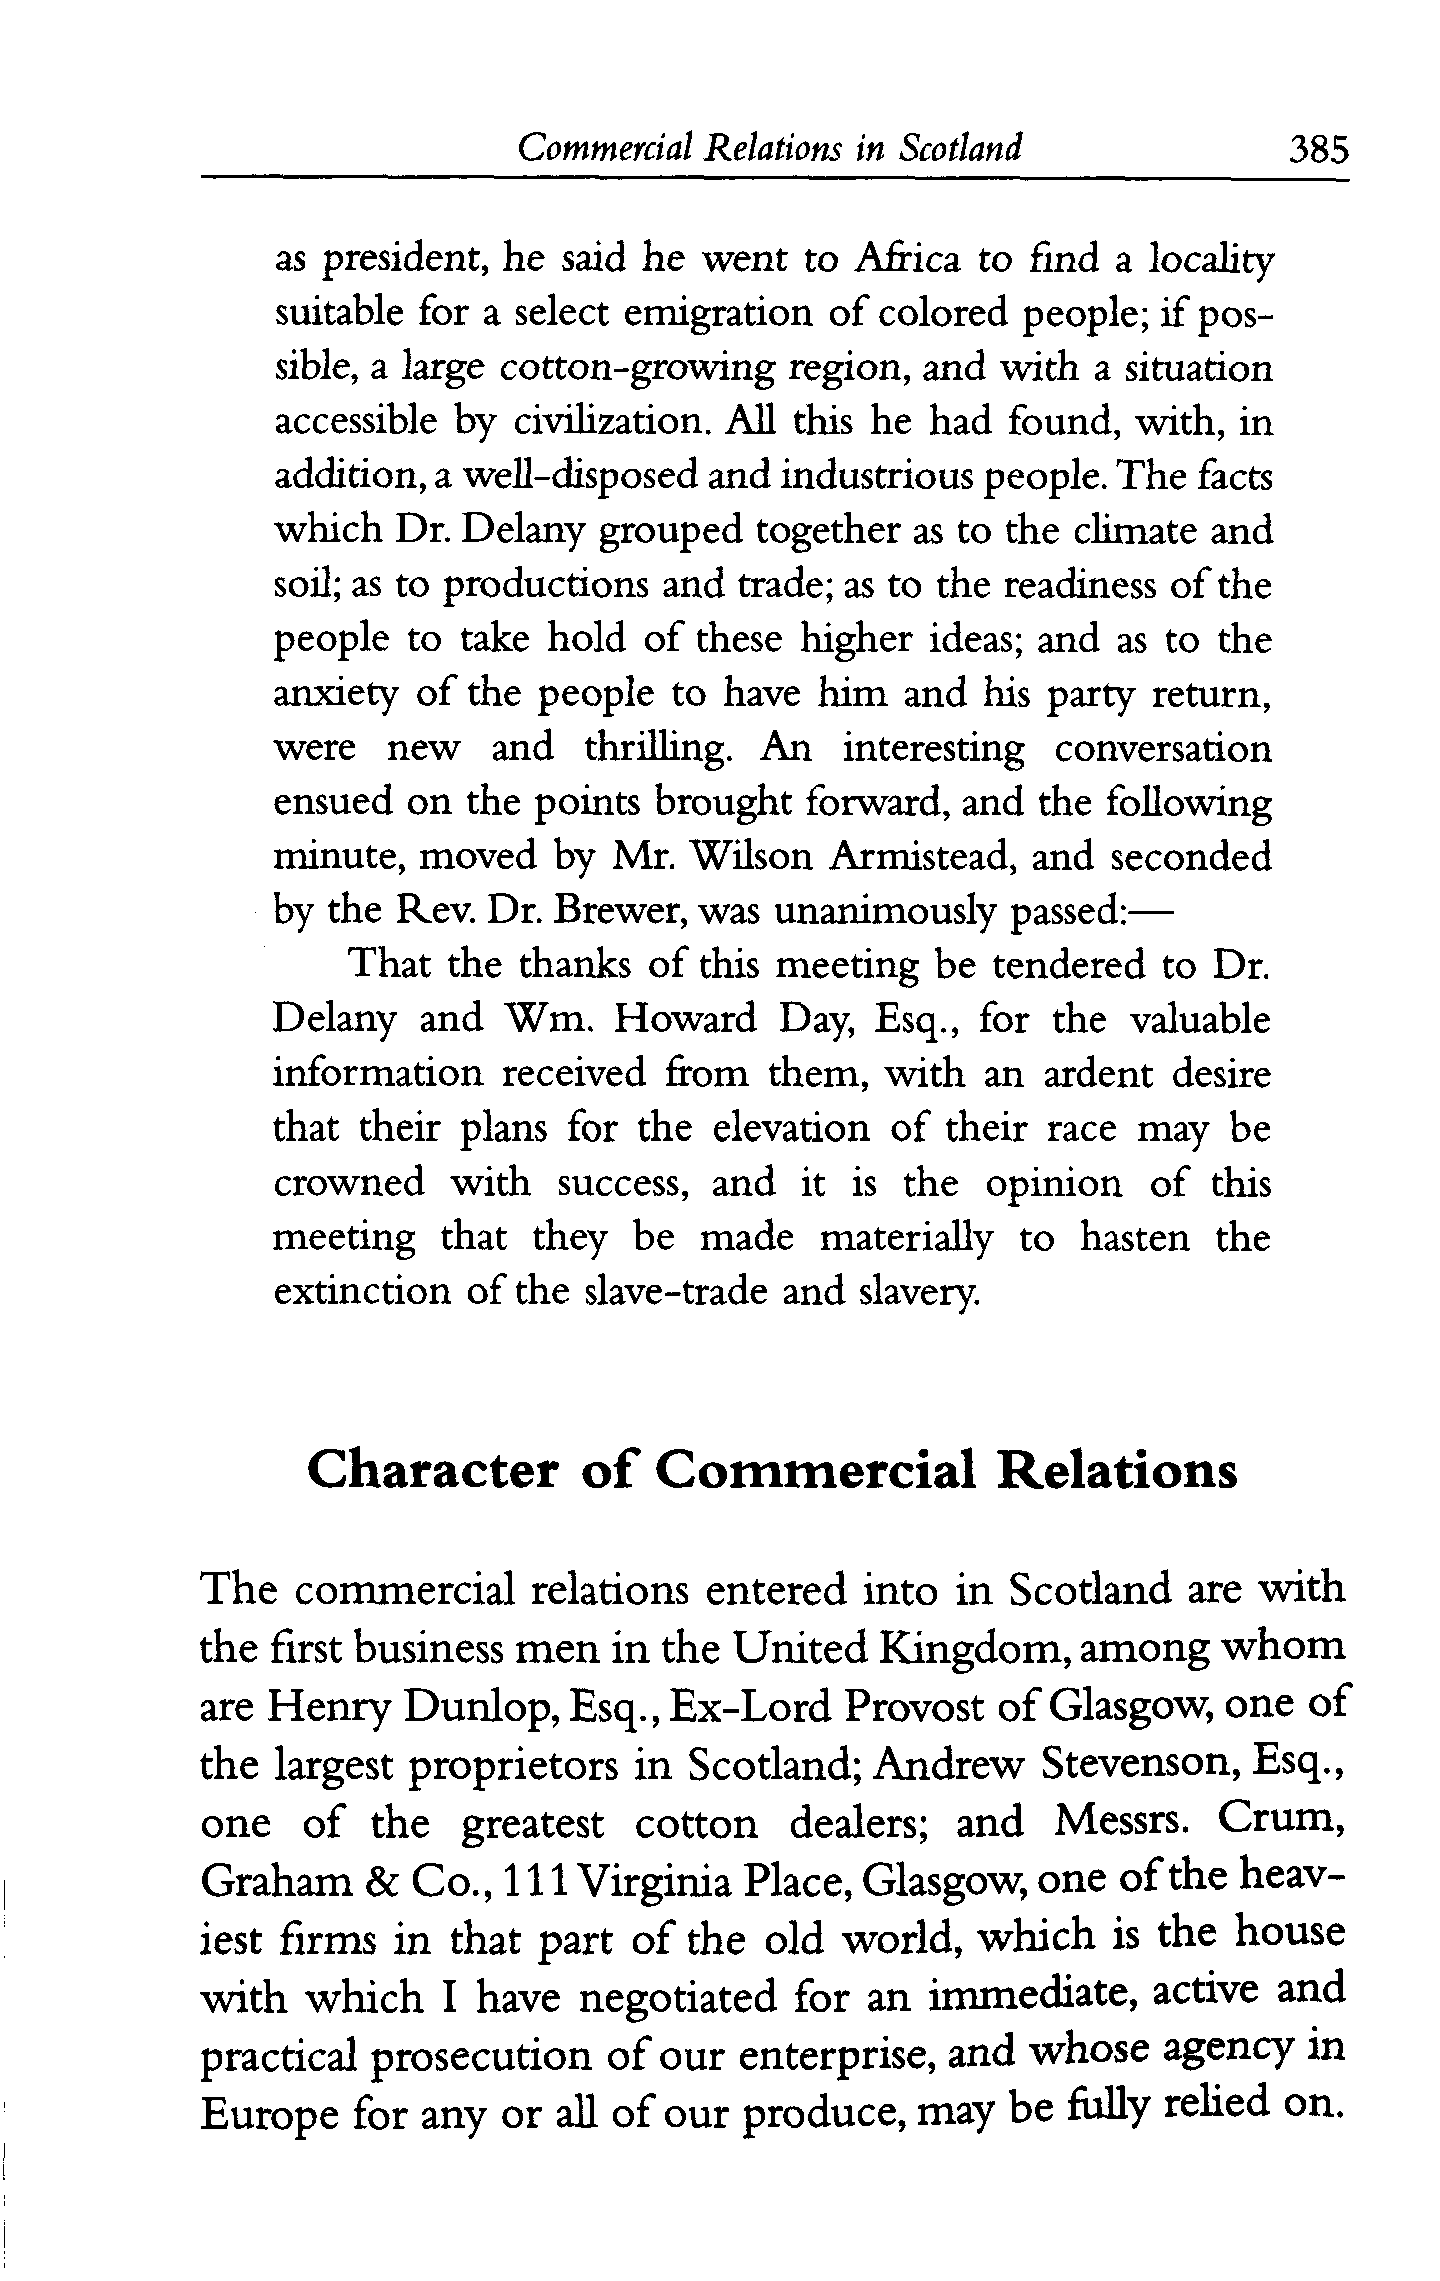 Commercial Relations in Scotland 385
as president, he said he went to Africa to find a locality
suitable for a select emigration of colored people; if pos-
sible, a large cotton-growing region, and with a situation
accessible by civilization. All this he had found, with, in
addition, a well-disposed and industrious people. The facts
which Dr. Delany grouped together as to the climate and
soil; as to productions and trade; as to the readiness of the
people to take hold of these higher ideas; and as to the
anxiety of the people to have him and his party return,
were new and thrilling. An interesting conversation
ensued on the points brought forward, and the following
minute, moved by Mr. Wilson Armistead, and seconded
by the Rev. Dr. Brewer, was unanimously passed:—
That the thanks of this meeting be tendered to Dr.
Delany and Wm. Howard Day, Esq., for the valuable
information received from them, with an ardent desire
that their plans for the elevation of their race may be
crowned with success, and it is the opinion of this
meeting that they be made materially to hasten the
extinction of the slave-trade and slavery.
Character of Commercial Relations
The commercial relations entered into in Scotland are with
the first business men in the United Kingdom, among whom
are Henry Dunlop, Esq., Ex-Lord Provost of Glasgow, one of
the largest proprietors in Scotland; Andrew Stevenson, Esq.,
one of the greatest cotton dealers; and Messrs. Crum,
Graham & Co., 111 Virginia Place, Glasgow, one of the heav-
iest firms in that part of the old world, which is the house
with which I have negotiated for an immediate, active and
practical prosecution of our enterprise, and whose agency in
Europe for any or all of our produce, may be fully relied on.